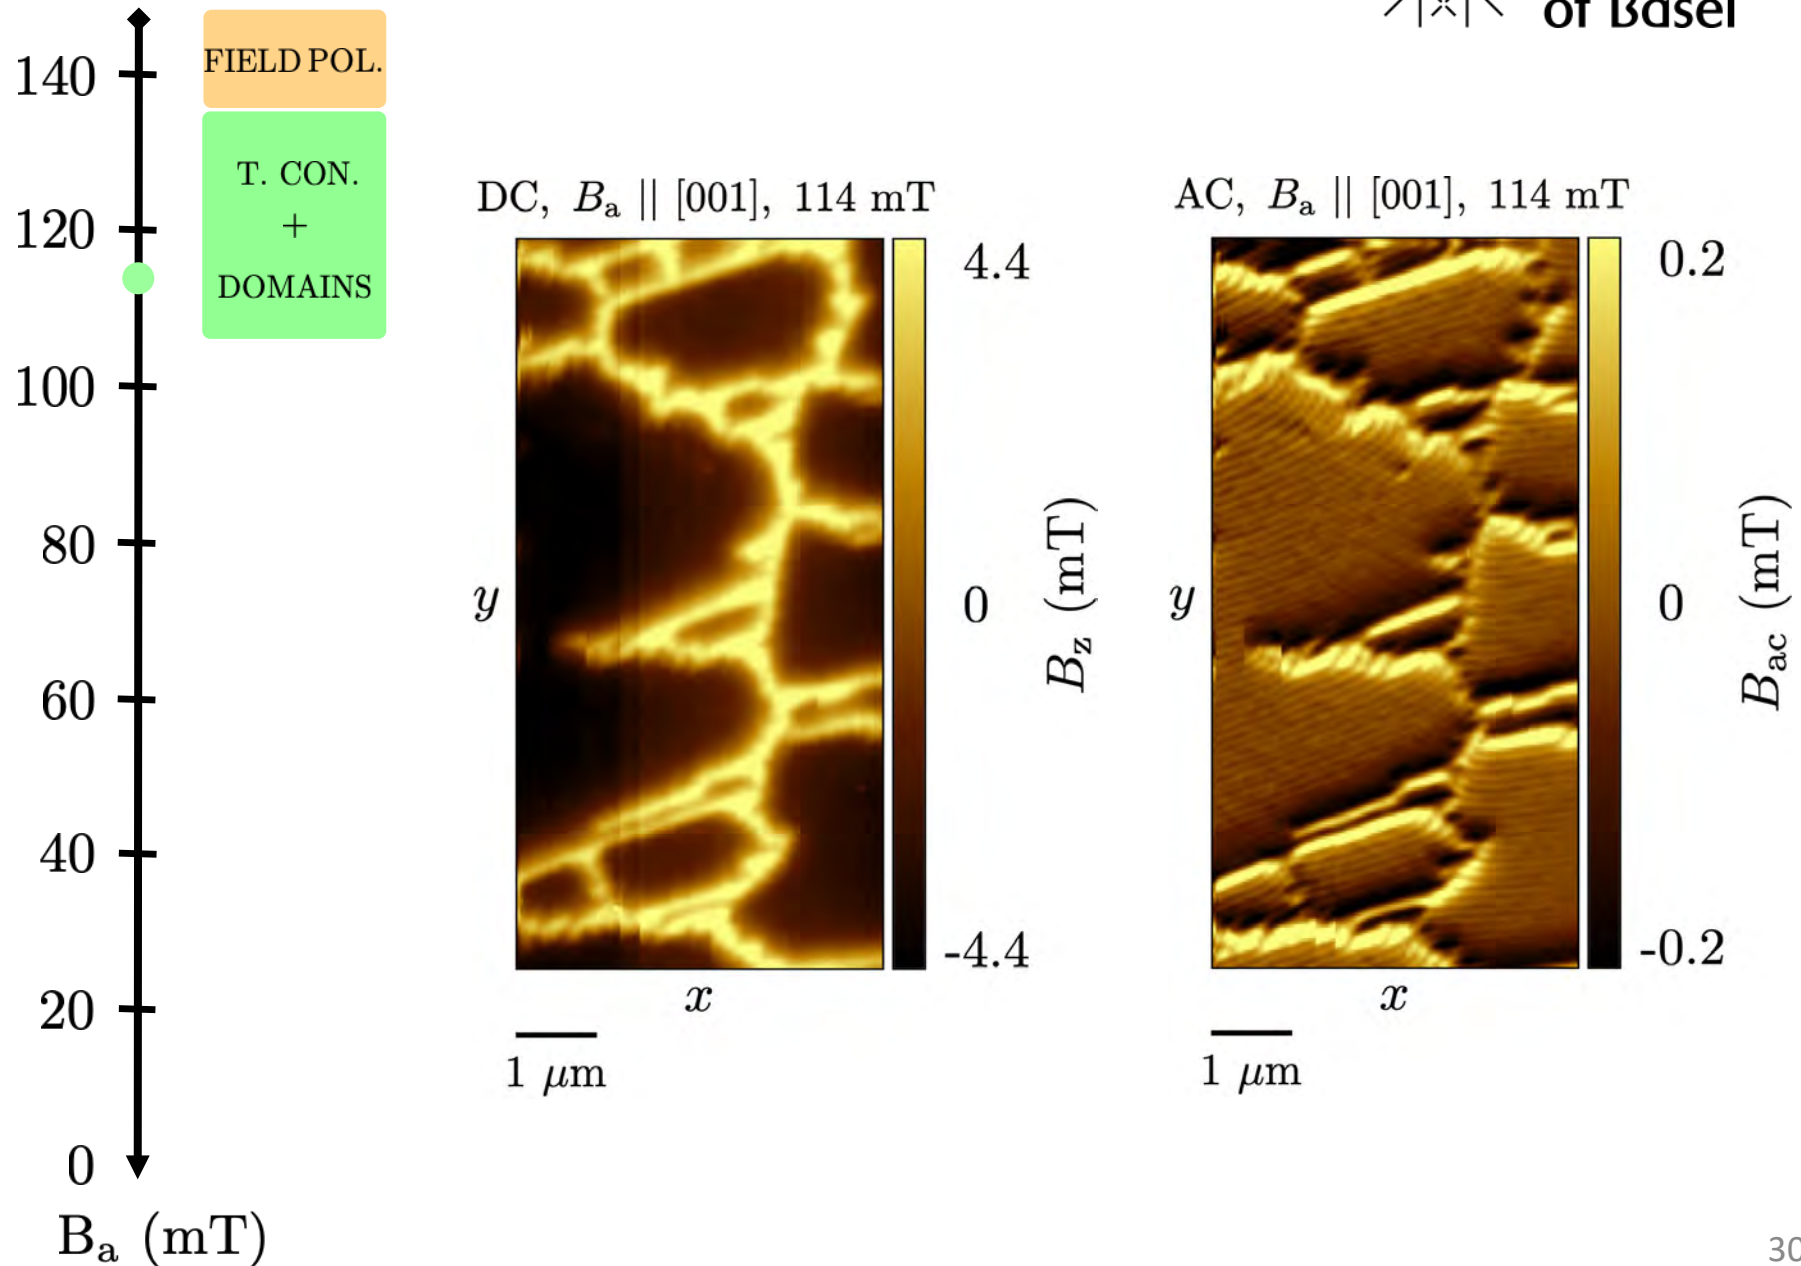 of Basel
140
120
100
80
60
40
20
0
Bₐ (mT)
FIELD POL.
T. CON.
+
DOMAINS
DC, Bₐ || [001], 114 mT
4.4
0
-4.4
B_z (mT)
y
x
1 μm
AC, Bₐ || [001], 114 mT
0.2
0
-0.2
B_ac (mT)
y
x
1 μm
30